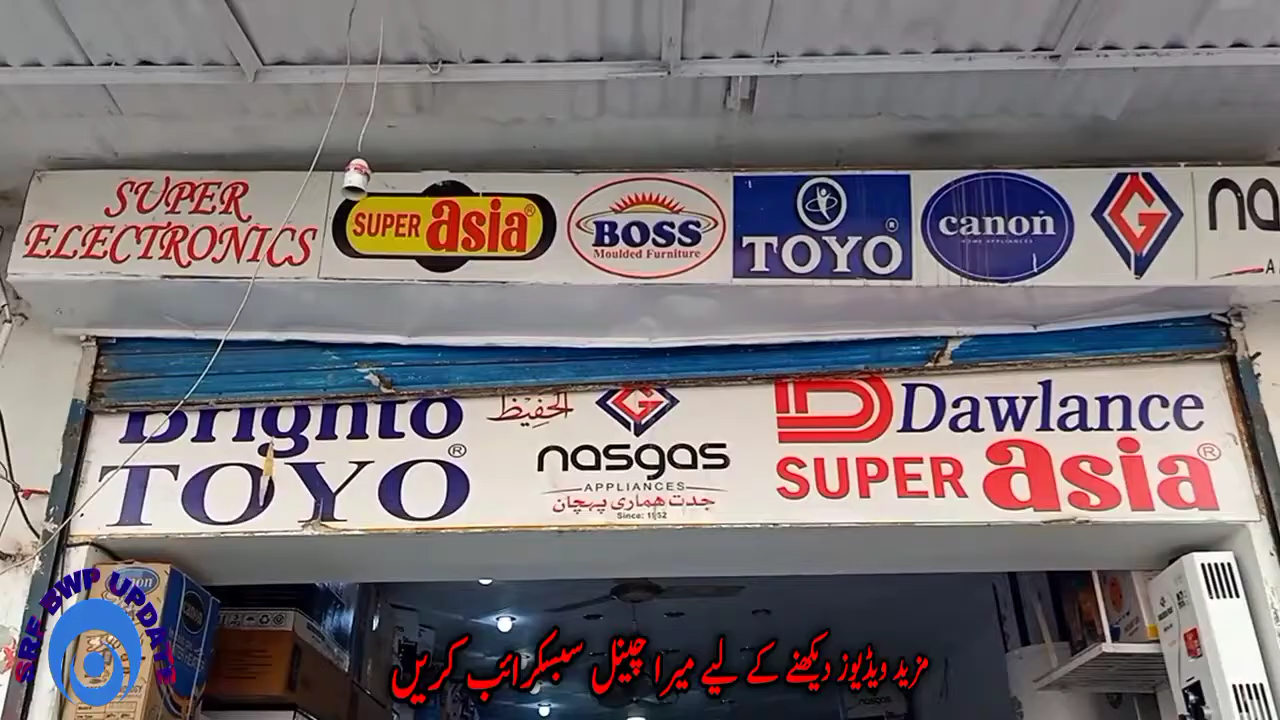 SUPER
ELECTRONICS
SUPER asia®
BOSS
Moulded Furniture
TOYO®
canon
HOME APPLIANCES
G
Brighto
TOYO®
الحفیظ
G
nasgas
APPLIANCES
جدت ھماری پہچان
Since: 1952
Dawlance
SUPER asia®
SRF BWP UPDATE
مزید ویڈیوز دیکھنے کے لیے میرا چینل سبسکرائب کریں